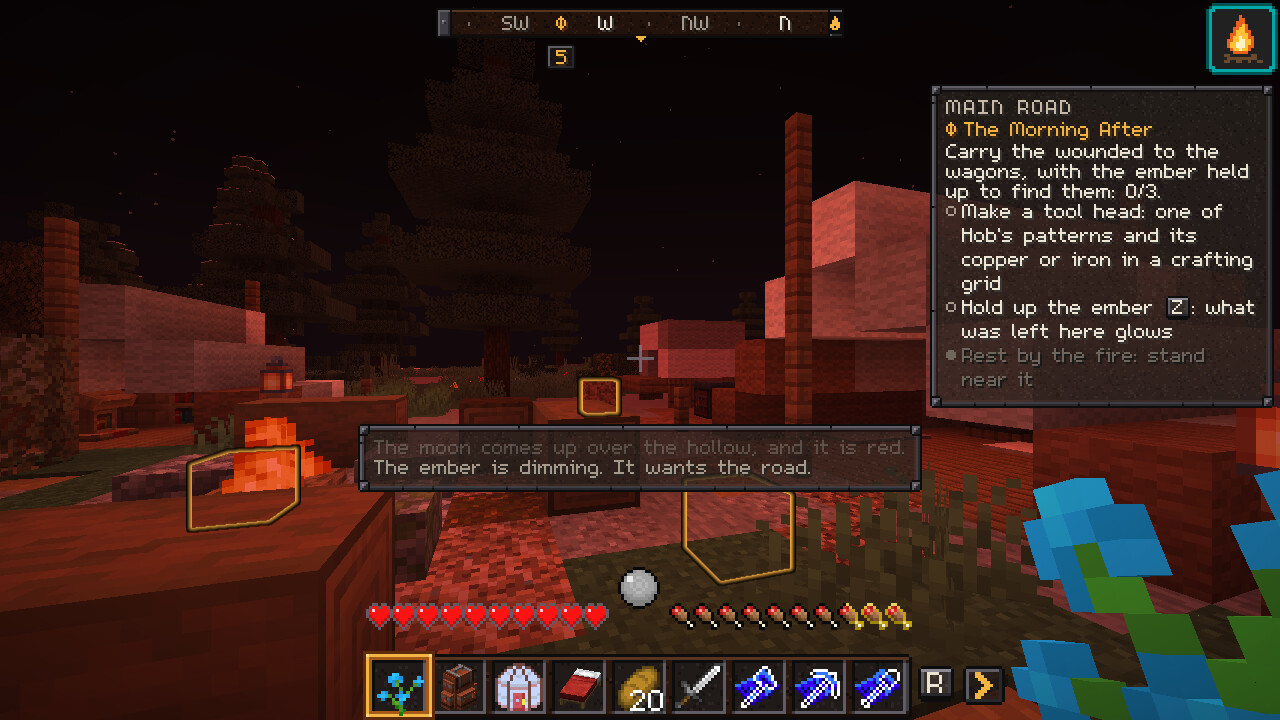 SW W NW N
5
MAIN ROAD
The Morning After
Carry the wounded to the
wagons, with the ember held
up to find them: 0/3.
Make a tool head: one of
Hob's patterns and its
copper or iron in a crafting
grid
Hold up the ember Z: what
was left here glows
Rest by the fire: stand
near it
The moon comes up over the hollow, and it is red.
The ember is dimming. It wants the road.
20
R